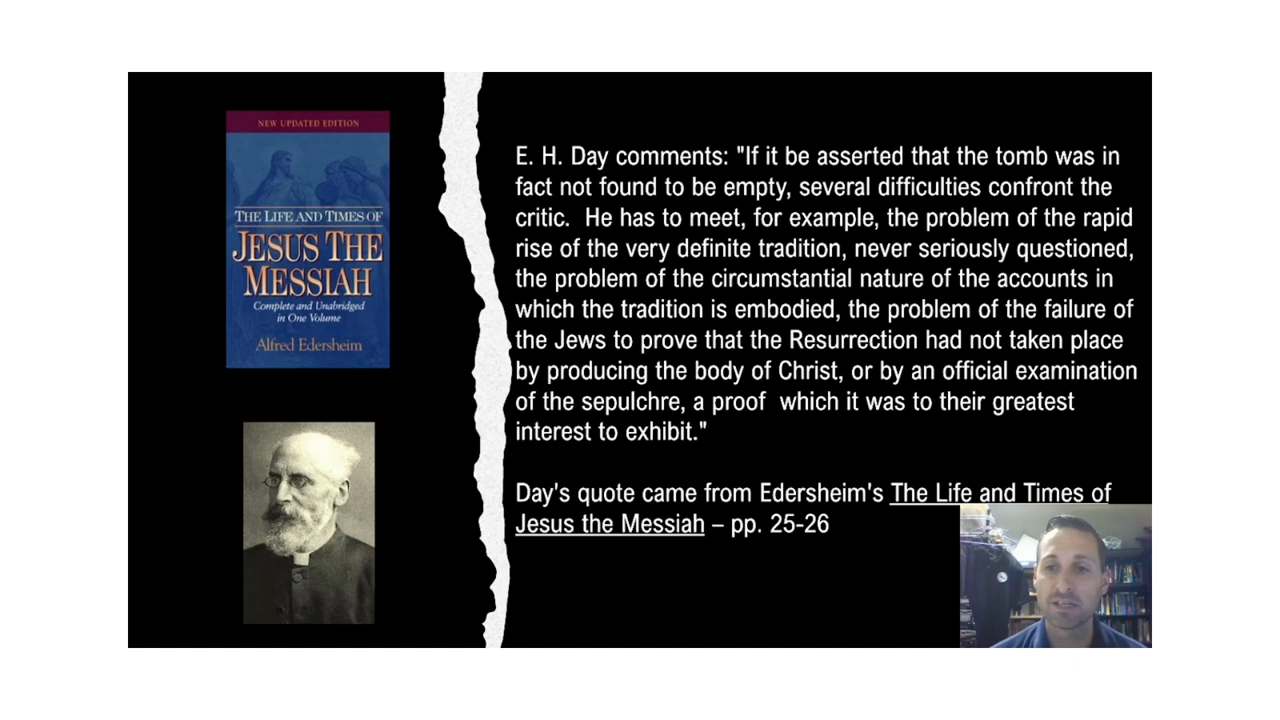 NEW UPDATED EDITION
THE LIFE AND TIMES OF
JESUS THE
MESSIAH
Complete and Unabridged
in One Volume
Alfred Edersheim
E. H. Day comments: "If it be asserted that the tomb was in
fact not found to be empty, several difficulties confront the
critic.  He has to meet, for example, the problem of the rapid
rise of the very definite tradition, never seriously questioned,
the problem of the circumstantial nature of the accounts in
which the tradition is embodied, the problem of the failure of
the Jews to prove that the Resurrection had not taken place
by producing the body of Christ, or by an official examination
of the sepulchre, a proof  which it was to their greatest
interest to exhibit."
Day's quote came from Edersheim's The Life and Times of
Jesus the Messiah – pp. 25-26